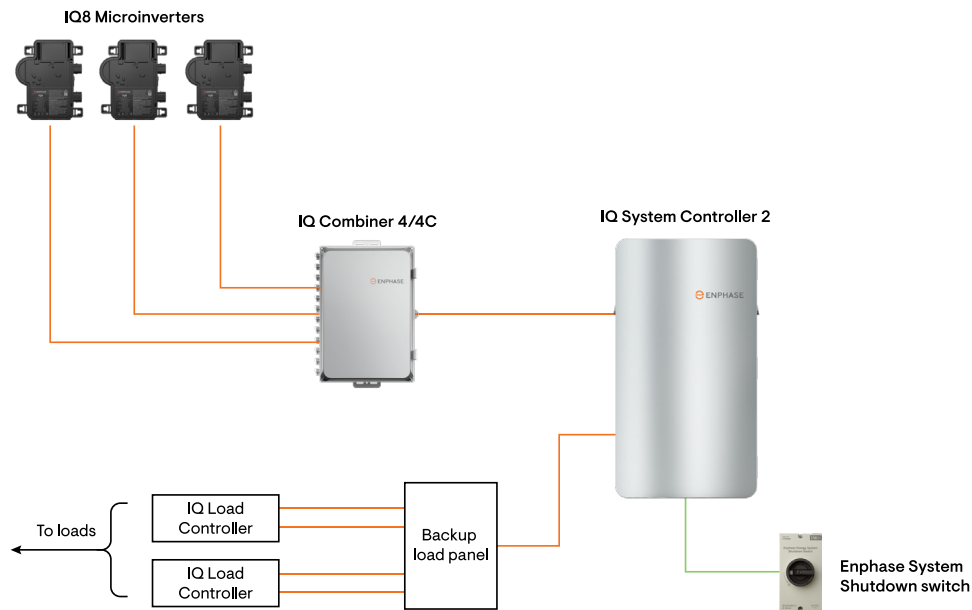 IQ8 Microinverters
IQ Combiner 4/4C
IQ System Controller 2
ENPHASE
ENPHASE
To loads
IQ Load
Controller
IQ Load
Controller
Backup
load panel
Enphase System
Shutdown switch